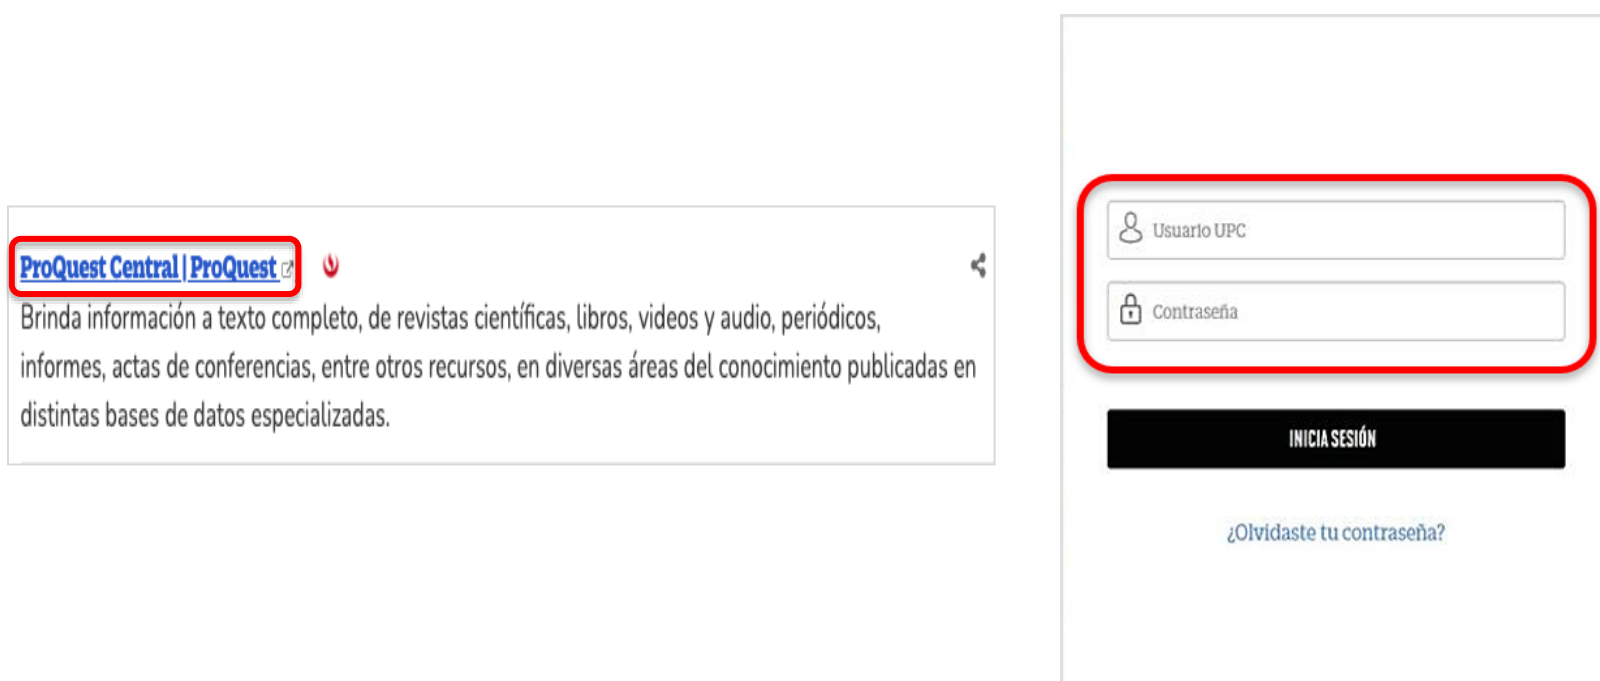 ProQuest Central | ProQuest
Brinda información a texto completo, de revistas científicas, libros, videos y audio, periódicos,
informes, actas de conferencias, entre otros recursos, en diversas áreas del conocimiento publicadas en
distintas bases de datos especializadas.
Usuario UPC
Contraseña
INICIA SESIÓN
¿Olvidaste tu contraseña?